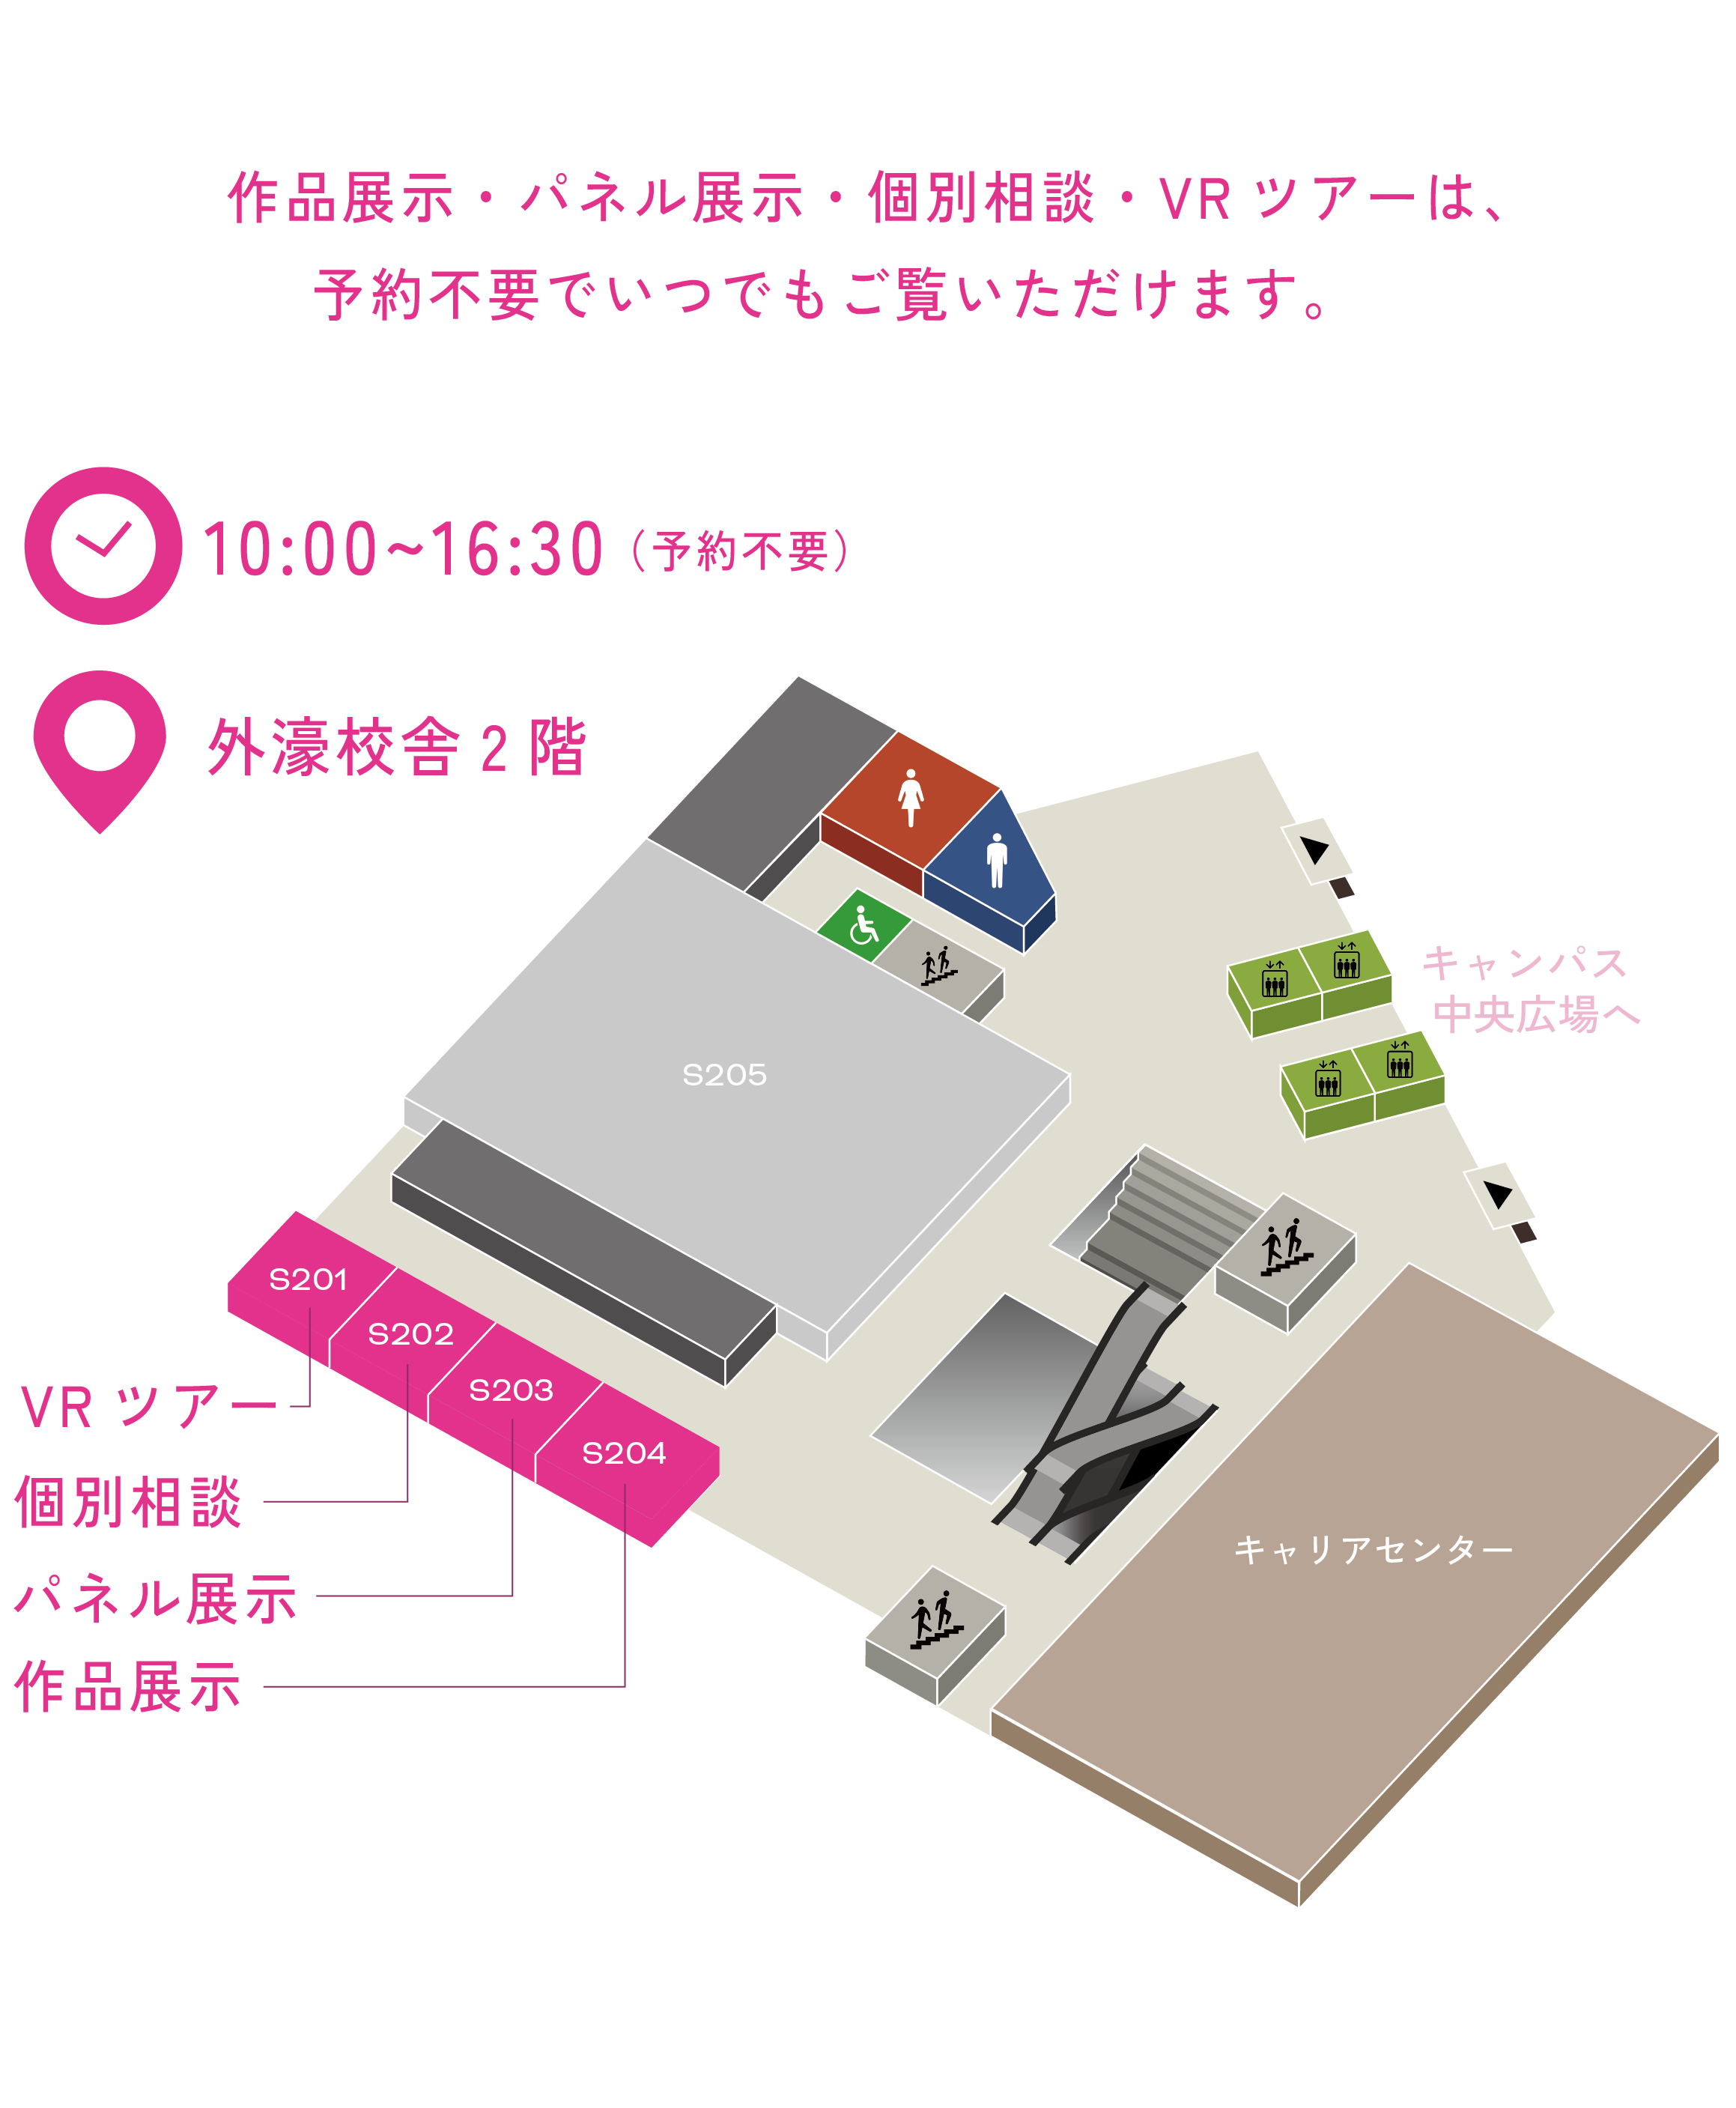 作品展示・パネル展示・個別相談・VR ツアーは、
予約不要でいつでもご覧いただけます。
10:00~16:30（予約不要）
外濠校舎 2 階
キャンパス
中央広場へ
S205
S201
S202
S203
S204
VR ツアー
個別相談
パネル展示
作品展示
キャリアセンター